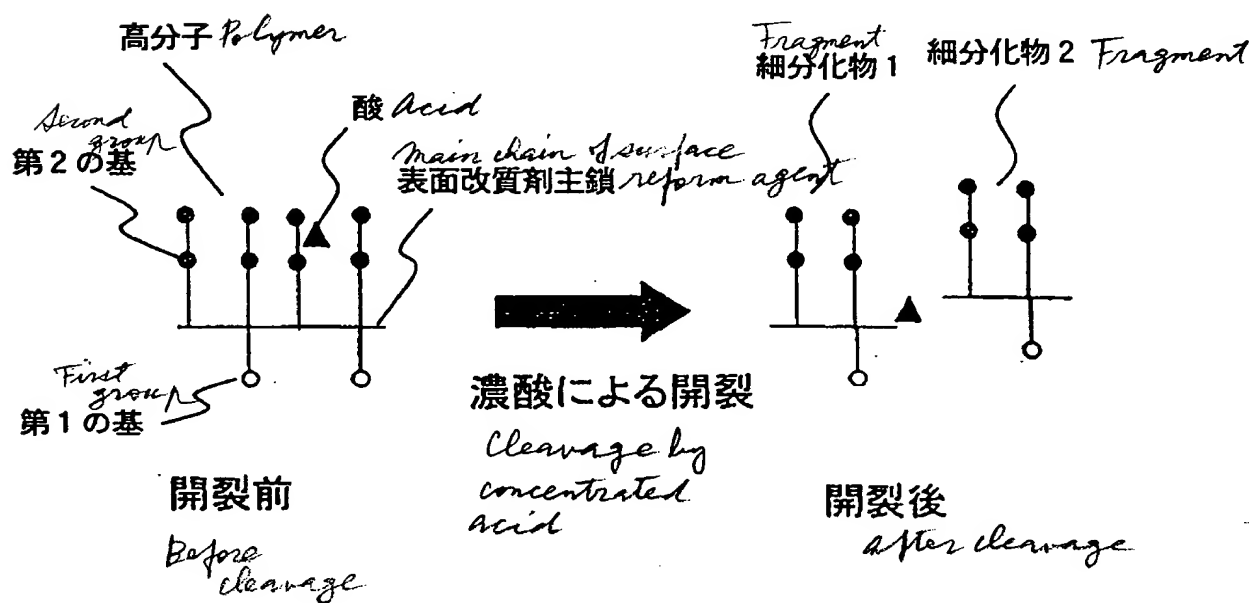 高分子 Polymer
Fragment
細分化物1
細分化物2 Fragment
酸 Acid
Second
group
第2の基
main chain of surface
表面改質剤主鎖 reform agent
First
group
第1の基
濃酸による開裂
Cleavage by
concentrated
acid
開裂前
Before
cleavage
開裂後
after cleavage